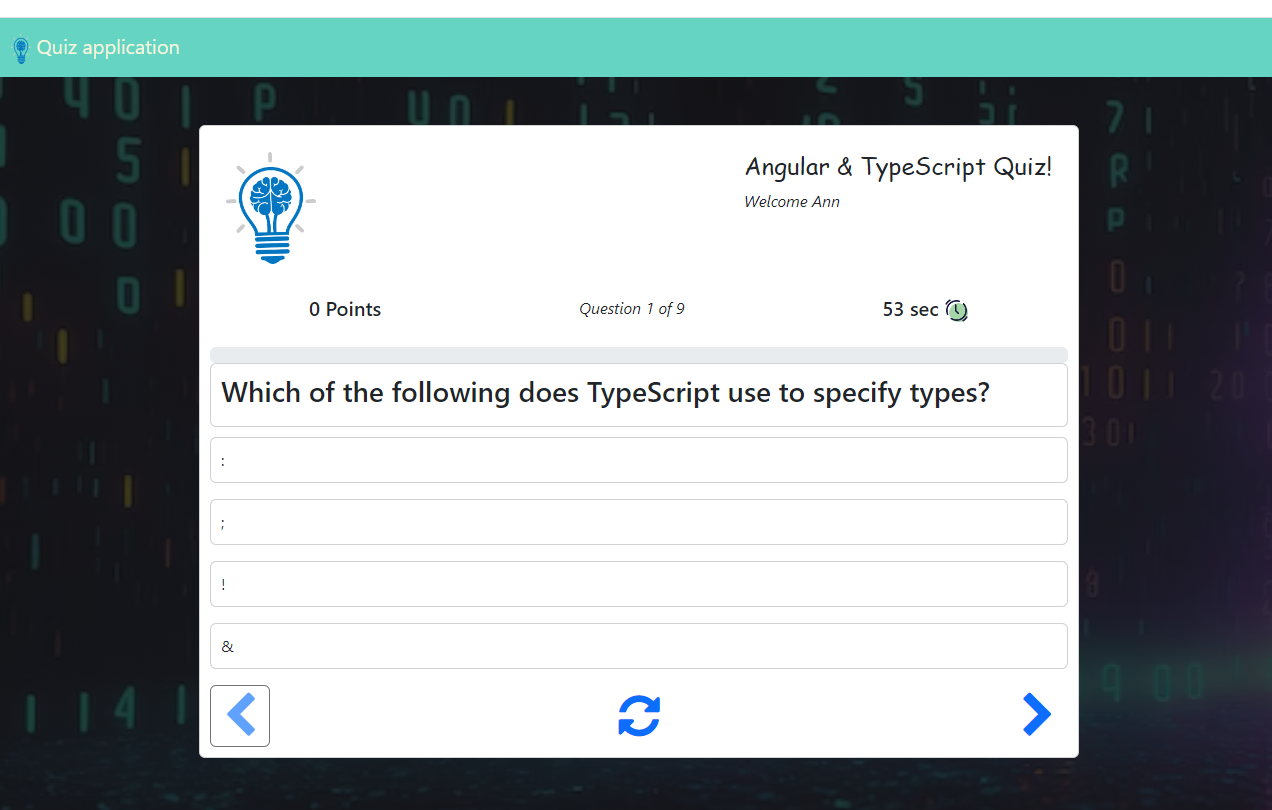 Quiz application
Angular & TypeScript Quiz!
Welcome Ann
0 Points
Question 1 of 9
53 sec
Which of the following does TypeScript use to specify types?
:
;
!
&